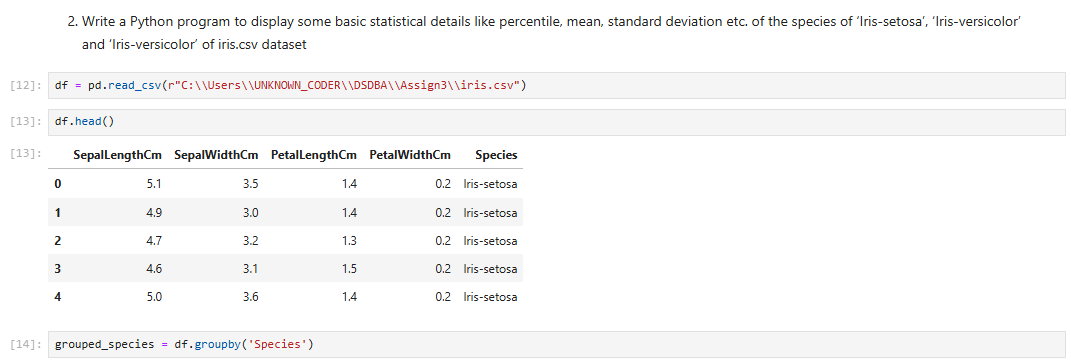 2. Write a Python program to display some basic statistical details like percentile, mean, standard deviation etc. of the species of ‘Iris-setosa’, ‘Iris-versicolor’
and ‘Iris-versicolor’ of iris.csv dataset
[12]: df = pd.read_csv(r"C:\\Users\\UNKNOWN_CODER\\DSDBA\\Assign3\\iris.csv")
[13]: df.head()
[13]: SepalLengthCm SepalWidthCm PetalLengthCm PetalWidthCm Species
0 5.1 3.5 1.4 0.2 Iris-setosa
1 4.9 3.0 1.4 0.2 Iris-setosa
2 4.7 3.2 1.3 0.2 Iris-setosa
3 4.6 3.1 1.5 0.2 Iris-setosa
4 5.0 3.6 1.4 0.2 Iris-setosa
[14]: grouped_species = df.groupby('Species')